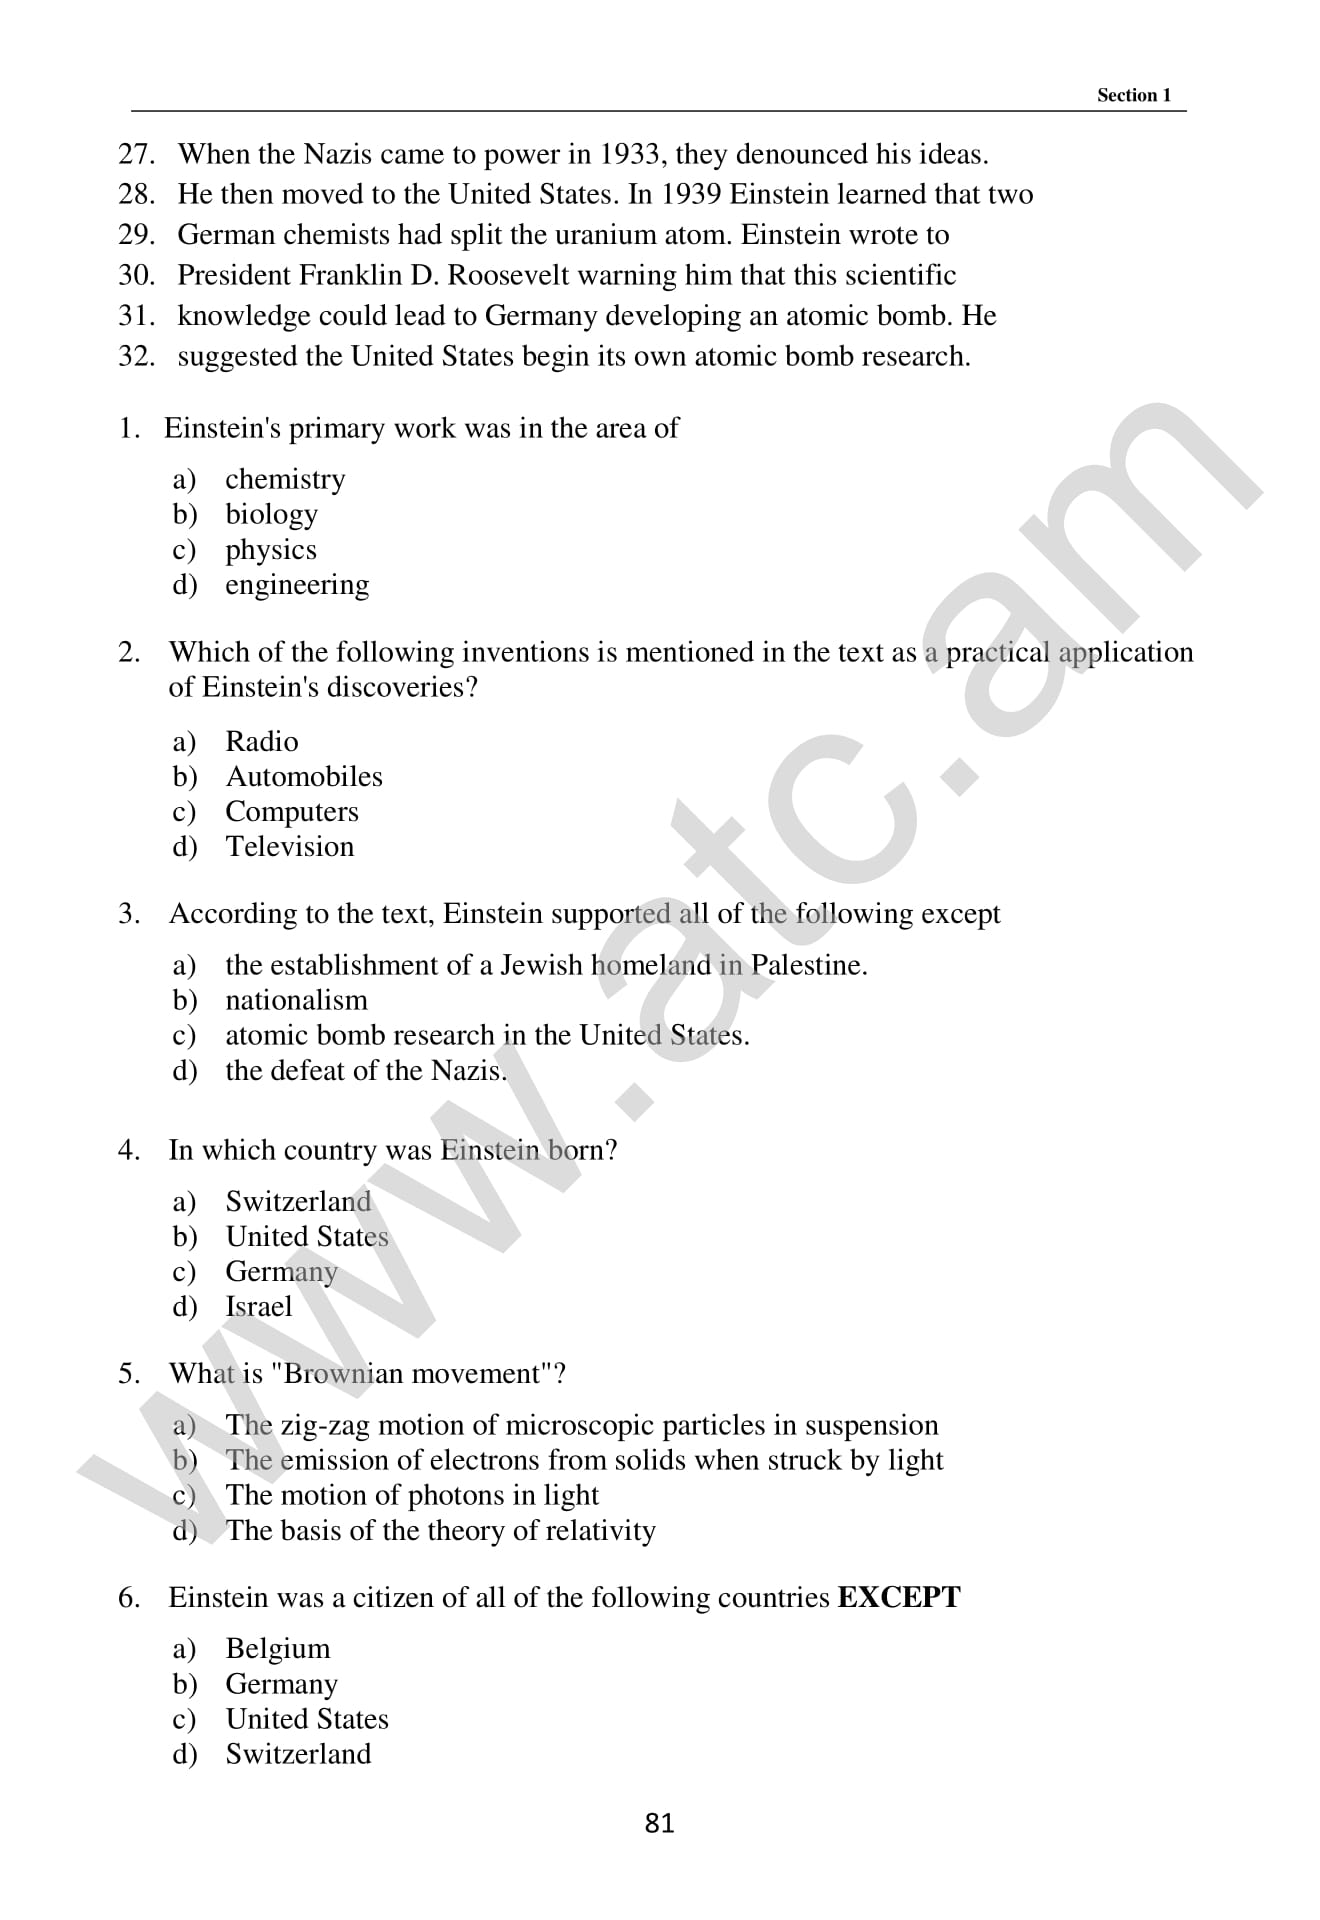 Section 1
27. When the Nazis came to power in 1933, they denounced his ideas.
28. He then moved to the United States. In 1939 Einstein learned that two
29. German chemists had split the uranium atom. Einstein wrote to
30. President Franklin D. Roosevelt warning him that this scientific
31. knowledge could lead to Germany developing an atomic bomb. He
32. suggested the United States begin its own atomic bomb research.
1. Einstein's primary work was in the area of
a) chemistry
b) biology
c) physics
d) engineering
2. Which of the following inventions is mentioned in the text as a practical application
of Einstein's discoveries?
a) Radio
b) Automobiles
c) Computers
d) Television
3. According to the text, Einstein supported all of the following except
a) the establishment of a Jewish homeland in Palestine.
b) nationalism
c) atomic bomb research in the United States.
d) the defeat of the Nazis.
4. In which country was Einstein born?
a) Switzerland
b) United States
c) Germany
d) Israel
5. What is "Brownian movement"?
a) The zig-zag motion of microscopic particles in suspension
b) The emission of electrons from solids when struck by light
c) The motion of photons in light
d) The basis of the theory of relativity
6. Einstein was a citizen of all of the following countries EXCEPT
a) Belgium
b) Germany
c) United States
d) Switzerland
81
www.atc.am